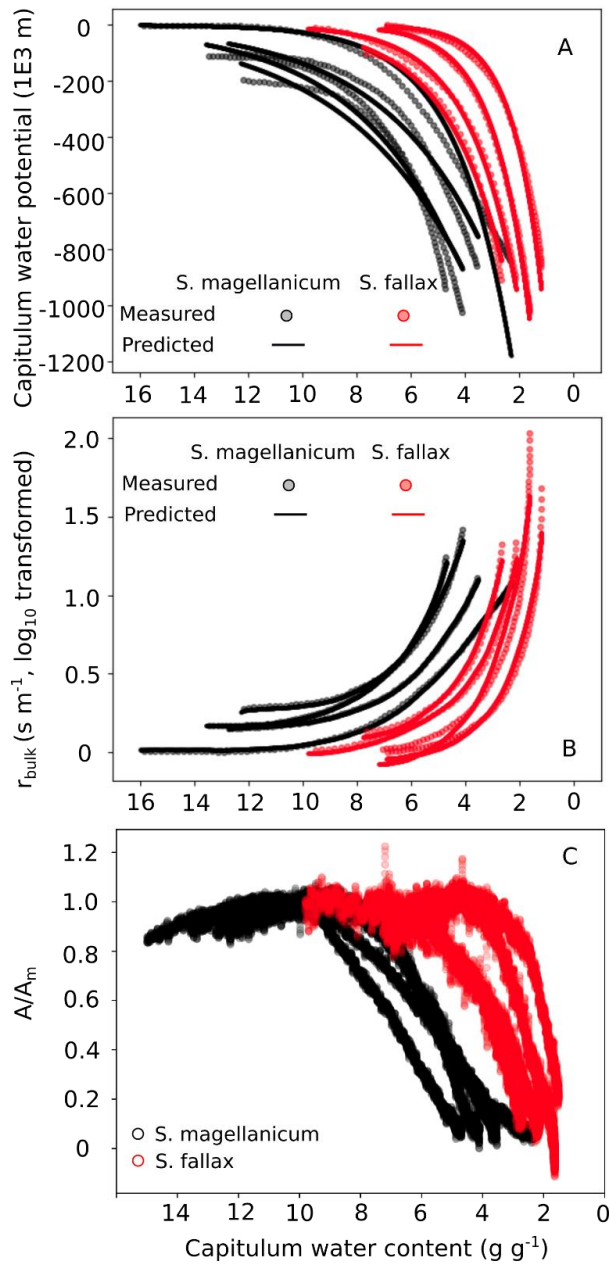 A
Capitulum water potential (1E3 m)
0
-200
-400
-600
-800
-1000
-1200
S. magellanicum S. fallax
Measured
Predicted
16 14 12 10 8 6 4 2 0
r_bulk (s m⁻¹, log₁₀ transformed)
2.0
1.5
1.0
0.5
0
S. magellanicum S. fallax
Measured
Predicted
B
16 14 12 10 8 6 4 2 0
C
A/Aₘ
1.2
1.0
0.8
0.6
0.4
0.2
0
S. magellanicum
S. fallax
14 12 10 8 6 4 2 0
Capitulum water content (g g⁻¹)